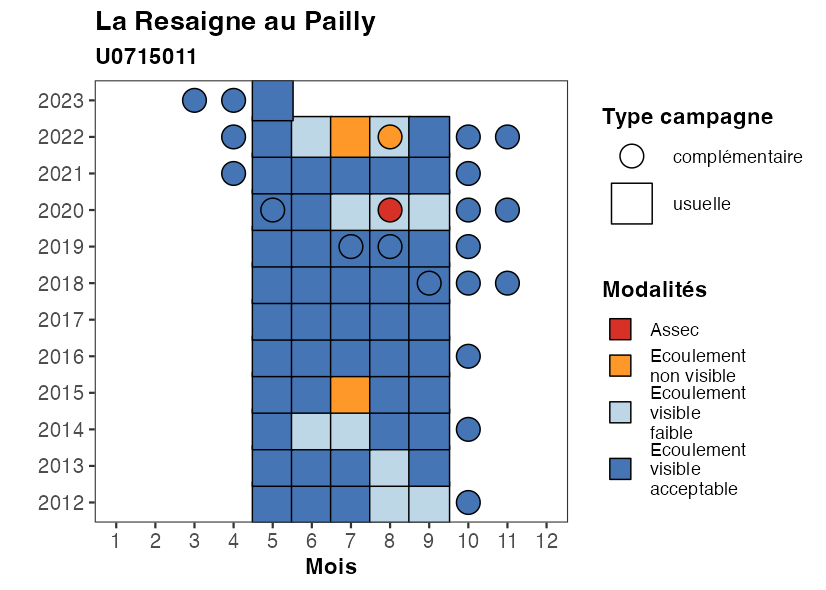 La Resaigne au Pailly
U0715011
2023
2022
2021
2020
2019
2018
2017
2016
2015
2014
2013
2012
1 2 3 4 5 6 7 8 9 10 11 12
Mois
Type campagne
complémentaire
usuelle
Modalités
Assec
Ecoulement
non visible
Ecoulement
visible
faible
Ecoulement
visible
acceptable